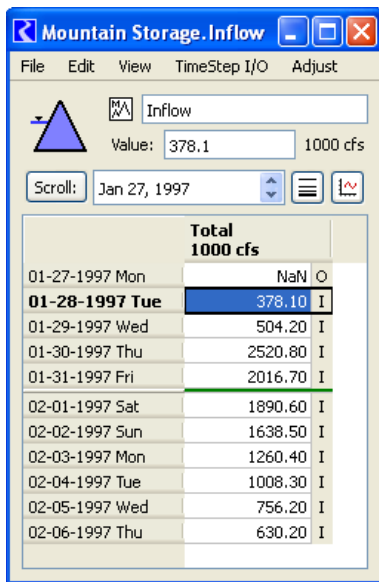 Mountain Storage.Inflow
File Edit View TimeStep I/O Adjust
Inflow
Value: 378.1 1000 cfs
Scroll: Jan 27, 1997
Total
1000 cfs
01-27-1997 Mon NaN O
01-28-1997 Tue 378.10 I
01-29-1997 Wed 504.20 I
01-30-1997 Thu 2520.80 I
01-31-1997 Fri 2016.70 I
02-01-1997 Sat 1890.60 I
02-02-1997 Sun 1638.50 I
02-03-1997 Mon 1260.40 I
02-04-1997 Tue 1008.30 I
02-05-1997 Wed 756.20 I
02-06-1997 Thu 630.20 I